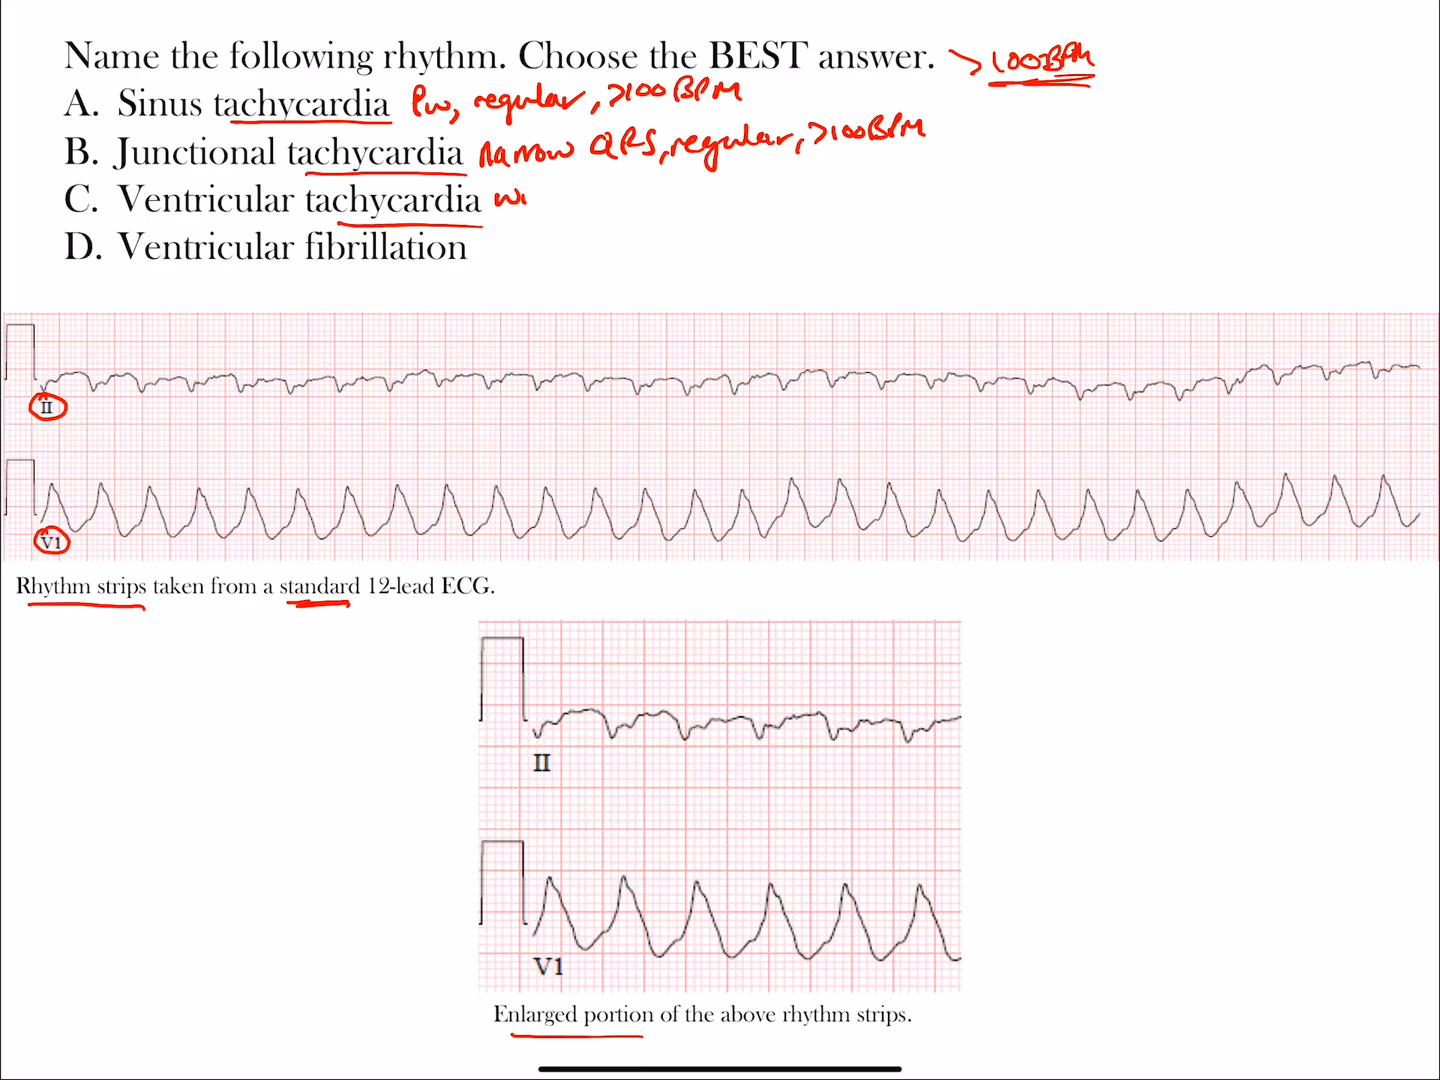 Name the following rhythm. Choose the BEST answer. >100BPM
A. Sinus tachycardia Pw, regular, >100 BPM
B. Junctional tachycardia narrow QRS, regular, >100BPM
C. Ventricular tachycardia wi
D. Ventricular fibrillation
II
V1
Rhythm strips taken from a standard 12-lead ECG.
II
V1
Enlarged portion of the above rhythm strips.